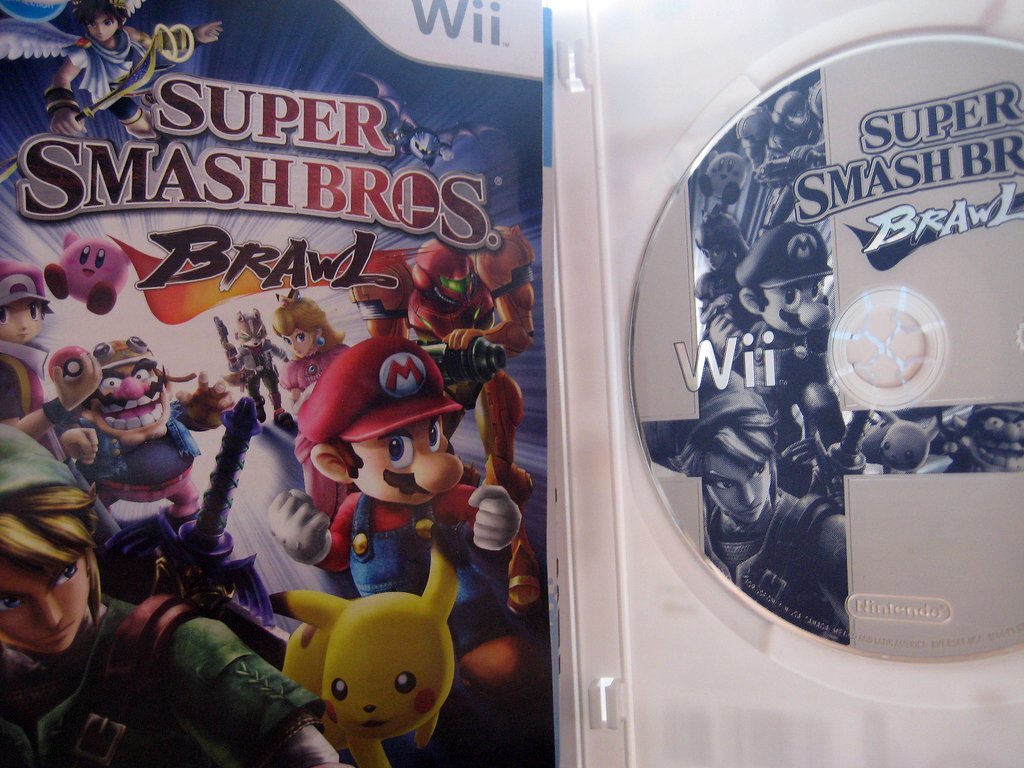 Wii
SUPER
SMASH BROS.
BRAWL
M
SUPER
SMASH BR
BRAWL
M
Wii
Nintendo